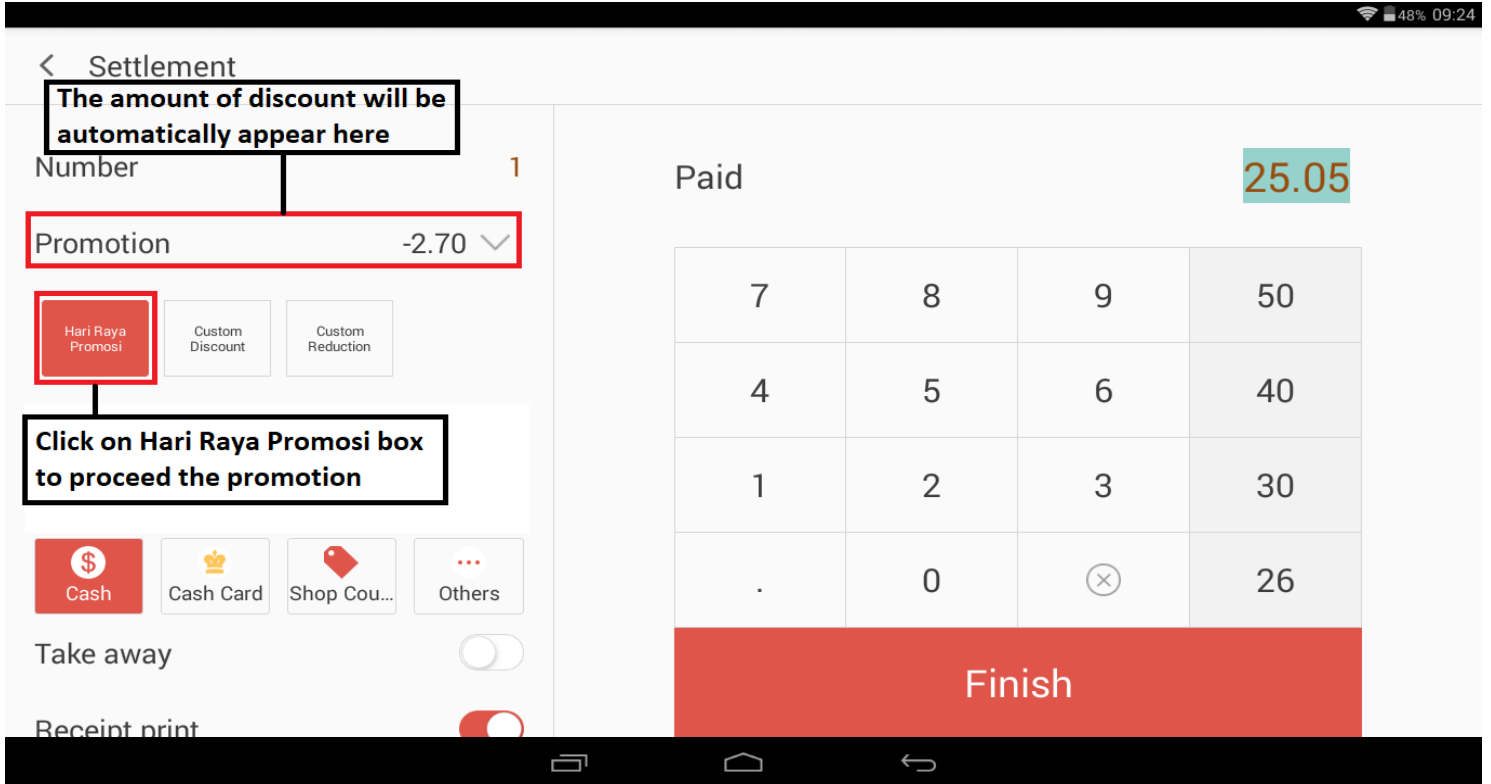 48% 09:24
Settlement
The amount of discount will be
automatically appear here
Number 1
Promotion -2.70
Hari Raya
Promosi
Custom
Discount
Custom
Reduction
Click on Hari Raya Promosi box
to proceed the promotion
$
Cash
Cash Card
Shop Cou...
Others
Take away
Receipt print
Paid 25.05
7 8 9 50
4 5 6 40
1 2 3 30
. 0 26
Finish